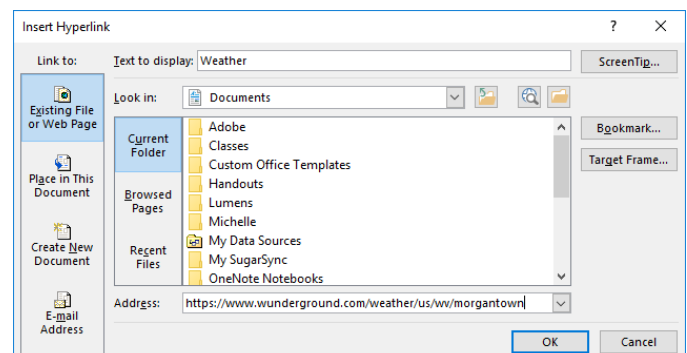 Insert Hyperlink ? ×
Link to: Text to display: Weather ScreenTip...
Existing File or Web Page
Look in: Documents
Current Folder
Adobe
Classes
Custom Office Templates
Handouts
Lumens
Michelle
My Data Sources
My SugarSync
OneNote Notebooks
Bookmark...
Target Frame...
Place in This Document
Browsed Pages
Create New Document
Recent Files
E-mail Address
Address: https://www.wunderground.com/weather/us/wv/morgantown
OK Cancel